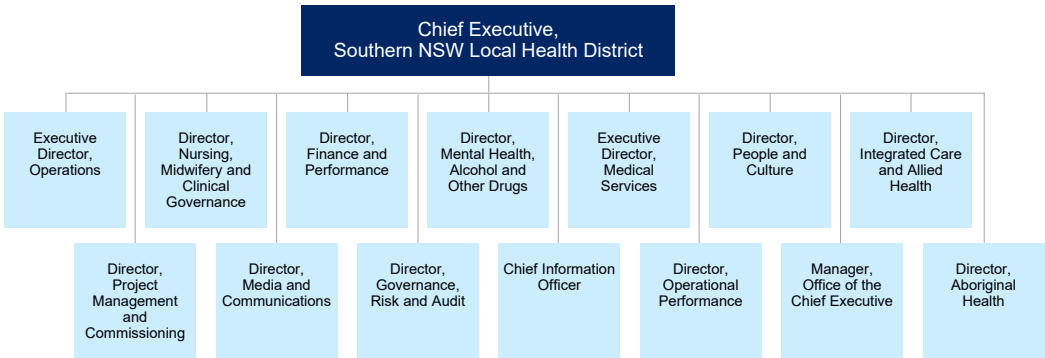 Chief Executive,
Southern NSW Local Health District
Executive
Director,
Operations
Director,
Nursing,
Midwifery and
Clinical
Governance
Director,
Finance and
Performance
Director,
Mental Health,
Alcohol and
Other Drugs
Executive
Director,
Medical
Services
Director,
People and
Culture
Director,
Integrated Care
and Allied
Health
Director,
Project
Management
and
Commissioning
Director,
Media and
Communications
Director,
Governance,
Risk and Audit
Chief Information
Officer
Director,
Operational
Performance
Manager,
Office of the
Chief Executive
Director,
Aboriginal
Health